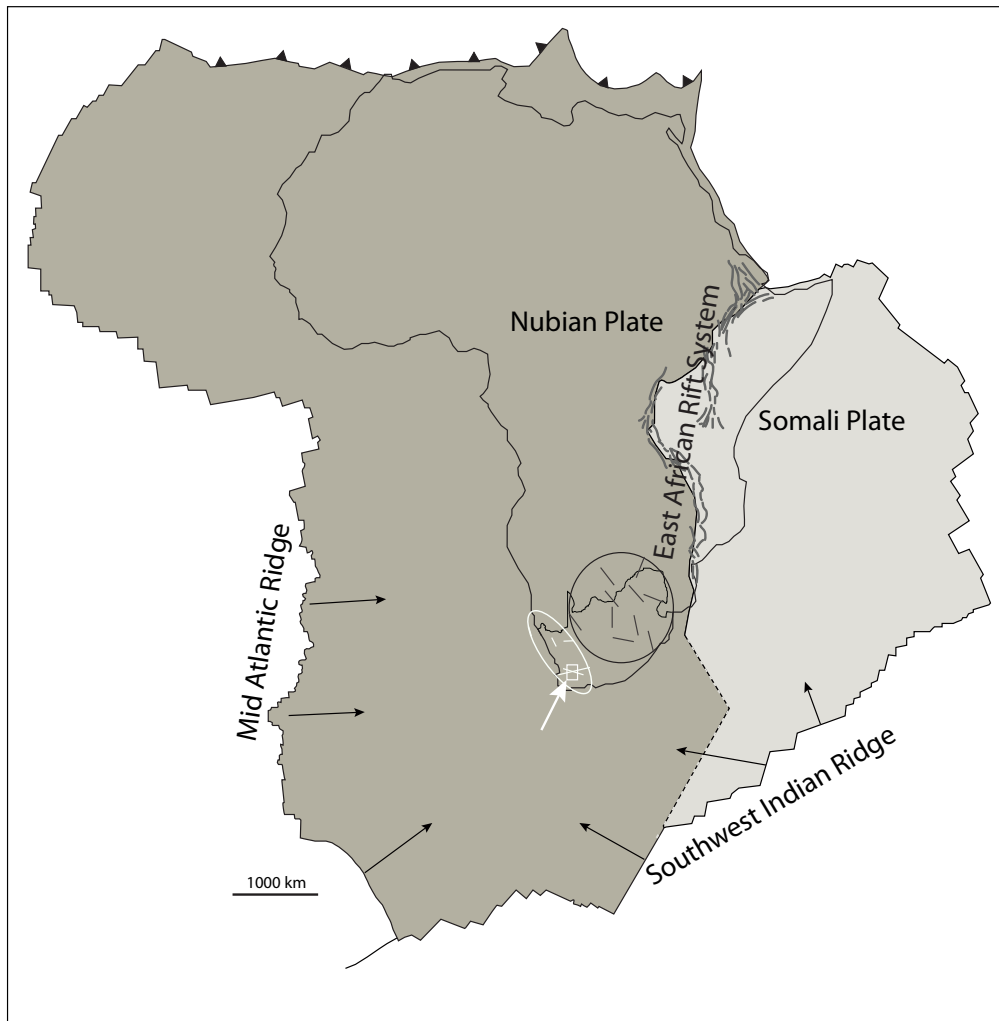 Nubian Plate
East African Rift System
Somali Plate
Mid Atlantic Ridge
Southwest Indian Ridge
1000 km